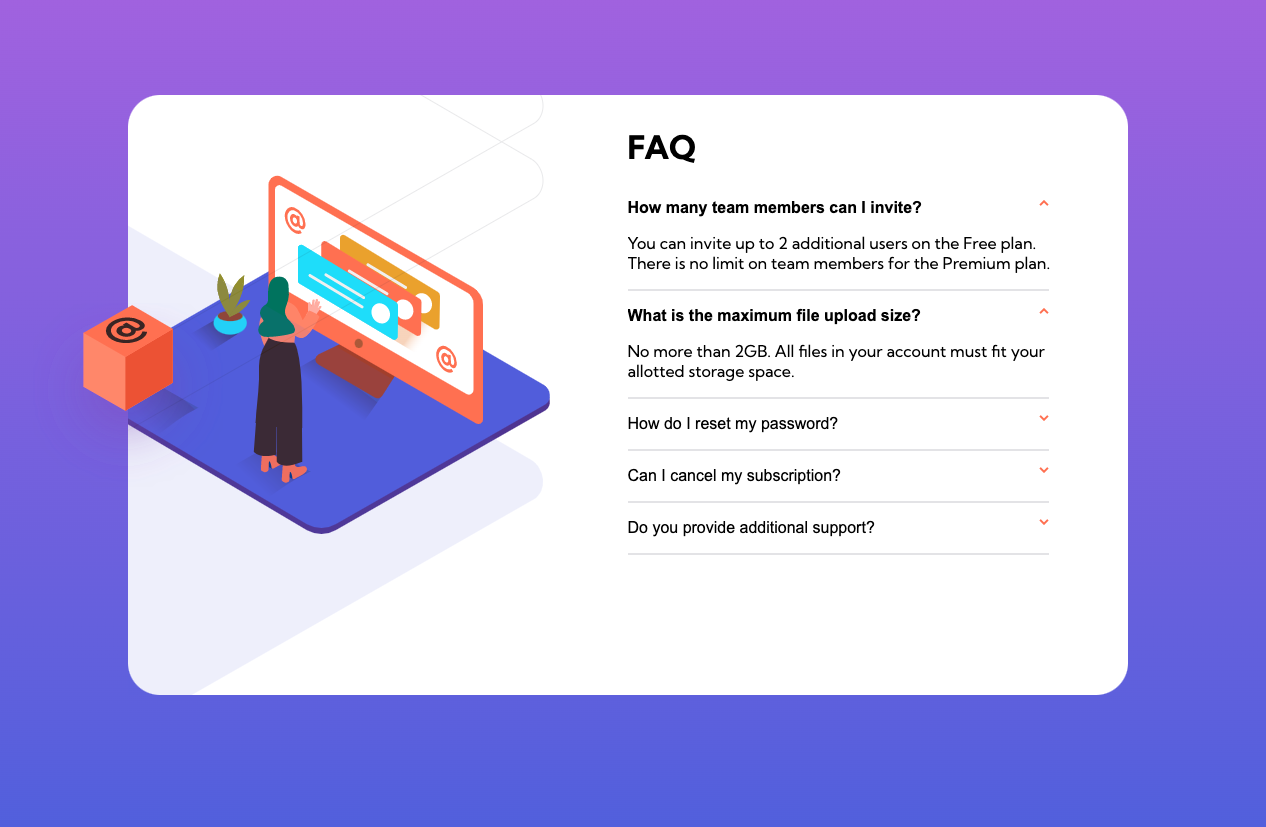 FAQ
How many team members can I invite?
You can invite up to 2 additional users on the Free plan.
There is no limit on team members for the Premium plan.
What is the maximum file upload size?
No more than 2GB. All files in your account must fit your
allotted storage space.
How do I reset my password?
Can I cancel my subscription?
Do you provide additional support?
@
@
@